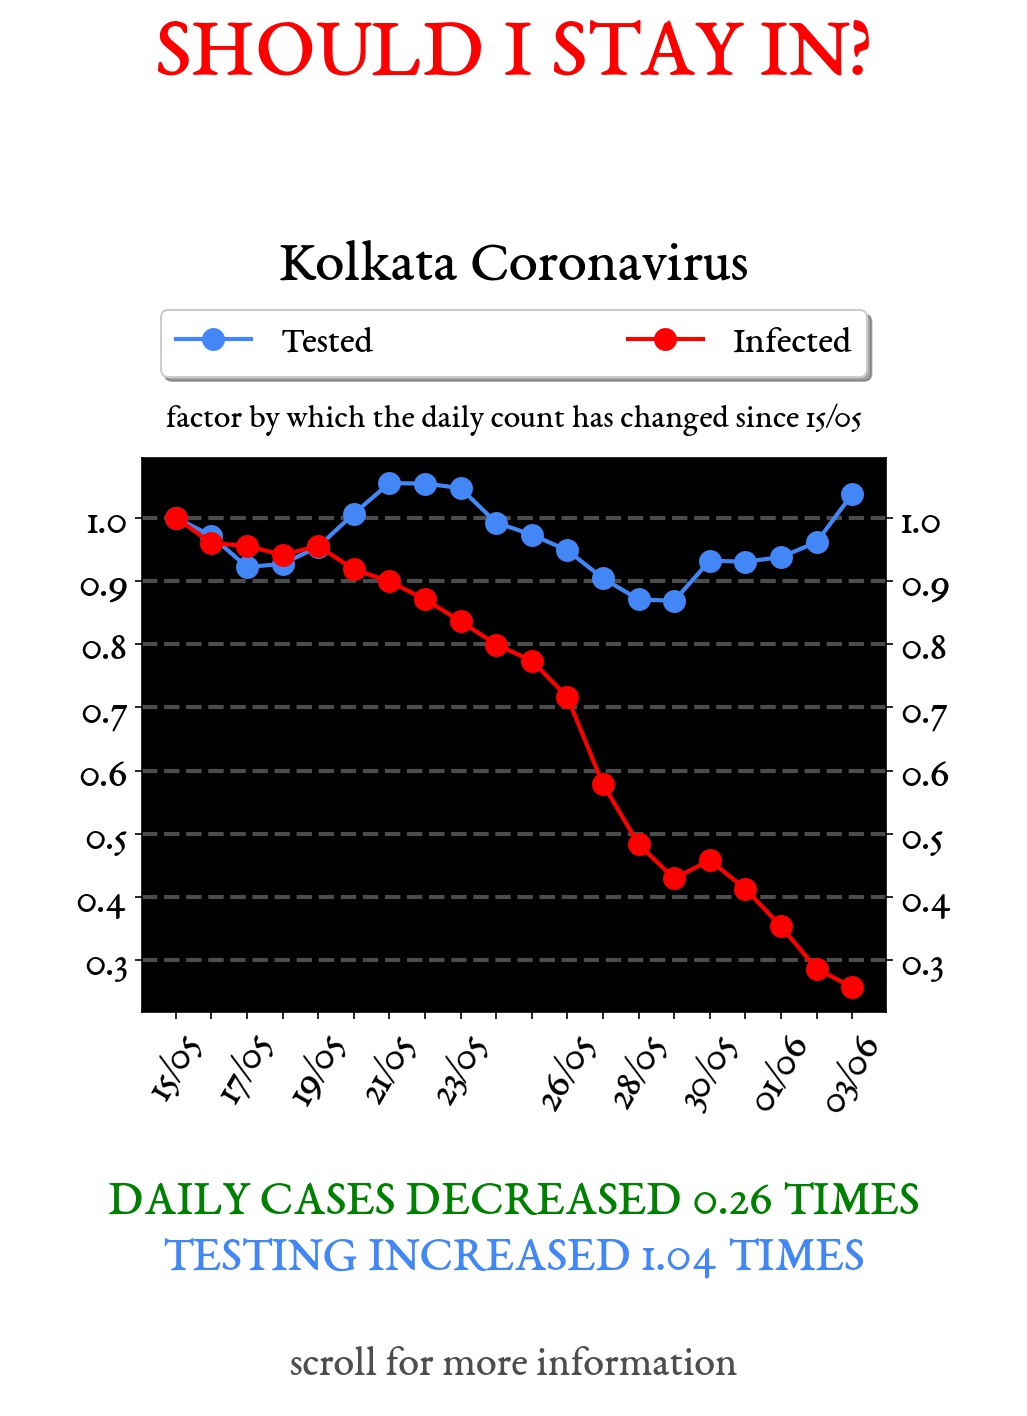 SHOULD I STAY IN?
Kolkata Coronavirus
Tested Infected
factor by which the daily count has changed since 15/05
1.0 1.0
0.9 0.9
0.8 0.8
0.7 0.7
0.6 0.6
0.5 0.5
0.4 0.4
0.3 0.3
15/05 17/05 19/05 21/05 23/05 26/05 28/05 30/05 01/06 03/06
DAILY CASES DECREASED 0.26 TIMES
TESTING INCREASED 1.04 TIMES
scroll for more information